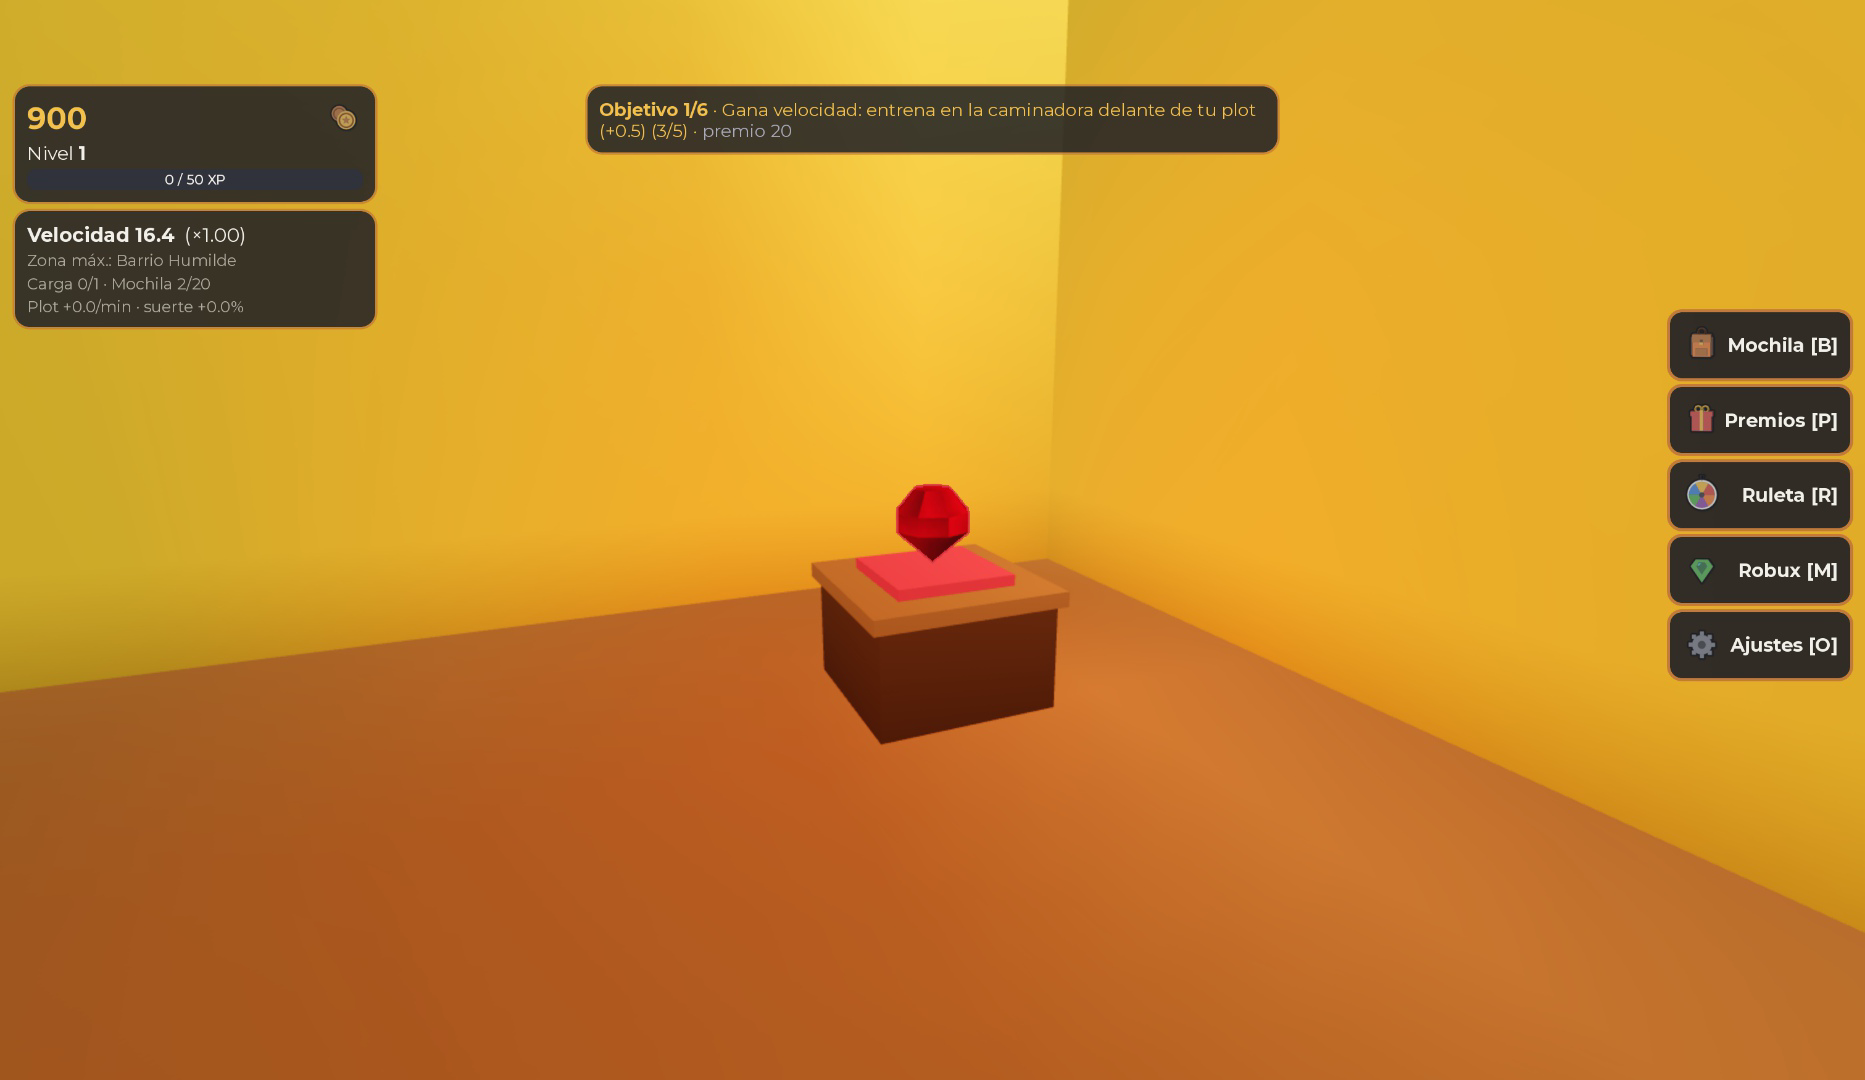 900
Nivel 1
0 / 50 XP
Velocidad 16.4 (×1.00)
Zona máx.: Barrio Humilde
Carga 0/1 · Mochila 2/20
Plot +0.0/min · suerte +0.0%
Objetivo 1/6 · Gana velocidad: entrena en la caminadora delante de tu plot
(+0.5) (3/5) · premio 20
Mochila [B]
Premios [P]
Ruleta [R]
Robux [M]
Ajustes [O]